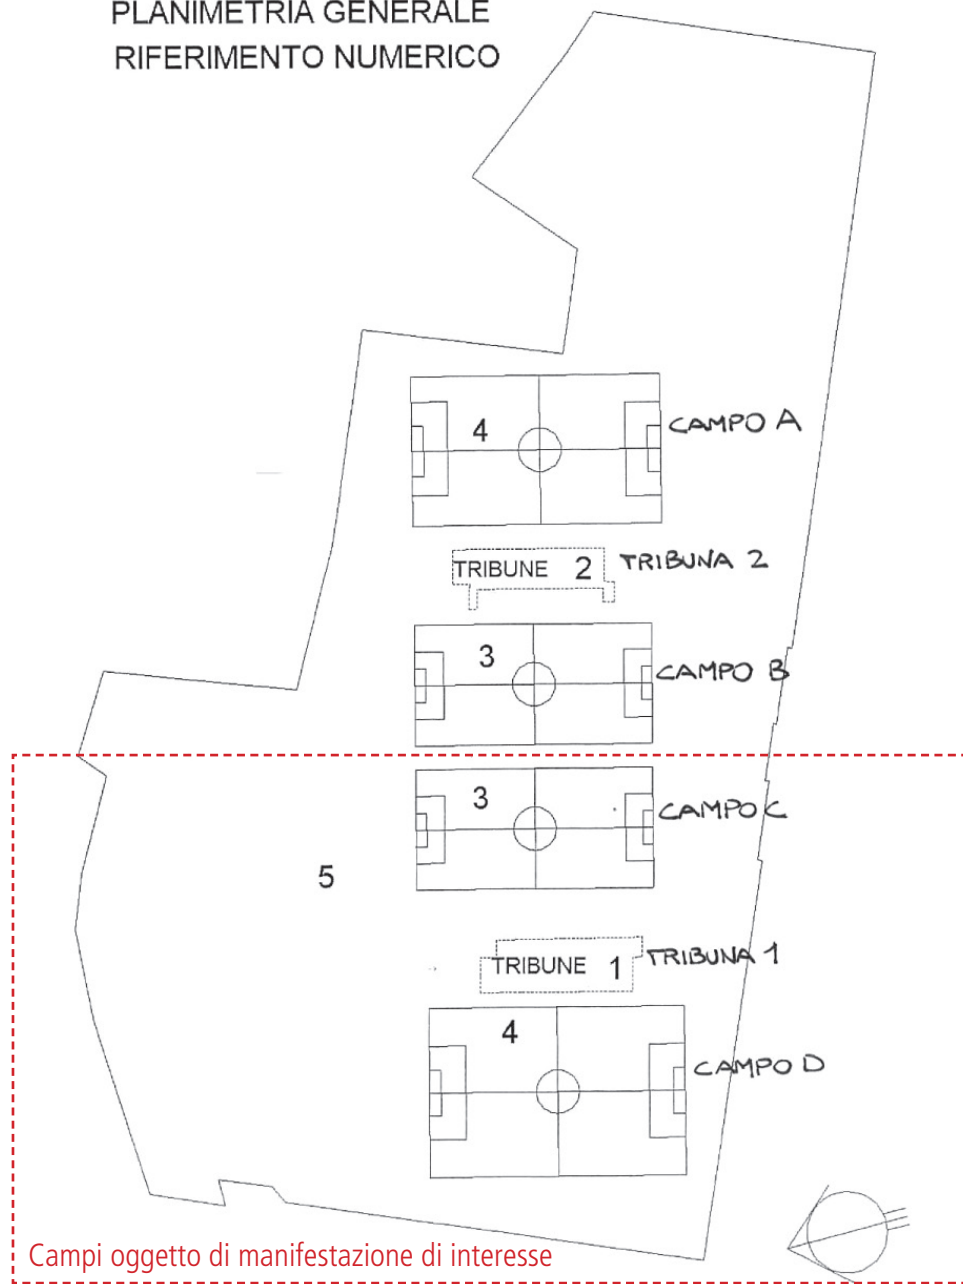 PLANIMETRIA GENERALE
RIFERIMENTO NUMERICO
4
CAMPO A
TRIBUNE 2
TRIBUNA 2
3
CAMPO B
3
CAMPO C
5
TRIBUNE 1
TRIBUNA 1
4
CAMPO D
Campi oggetto di manifestazione di interesse